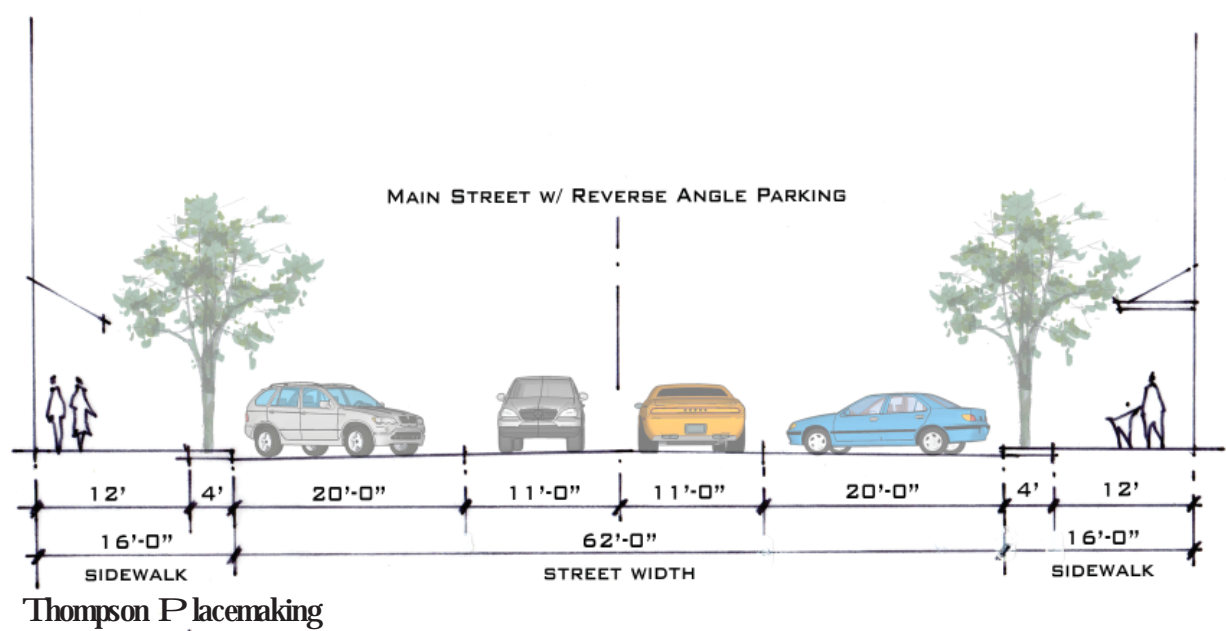 MAIN STREET W/ REVERSE ANGLE PARKING
12' 4' 20'-0" 11'-0" 11'-0" 20'-0" 4' 12'
16'-0" 62'-0" 16'-0"
SIDEWALK STREET WIDTH SIDEWALK
Thompson Placemaking